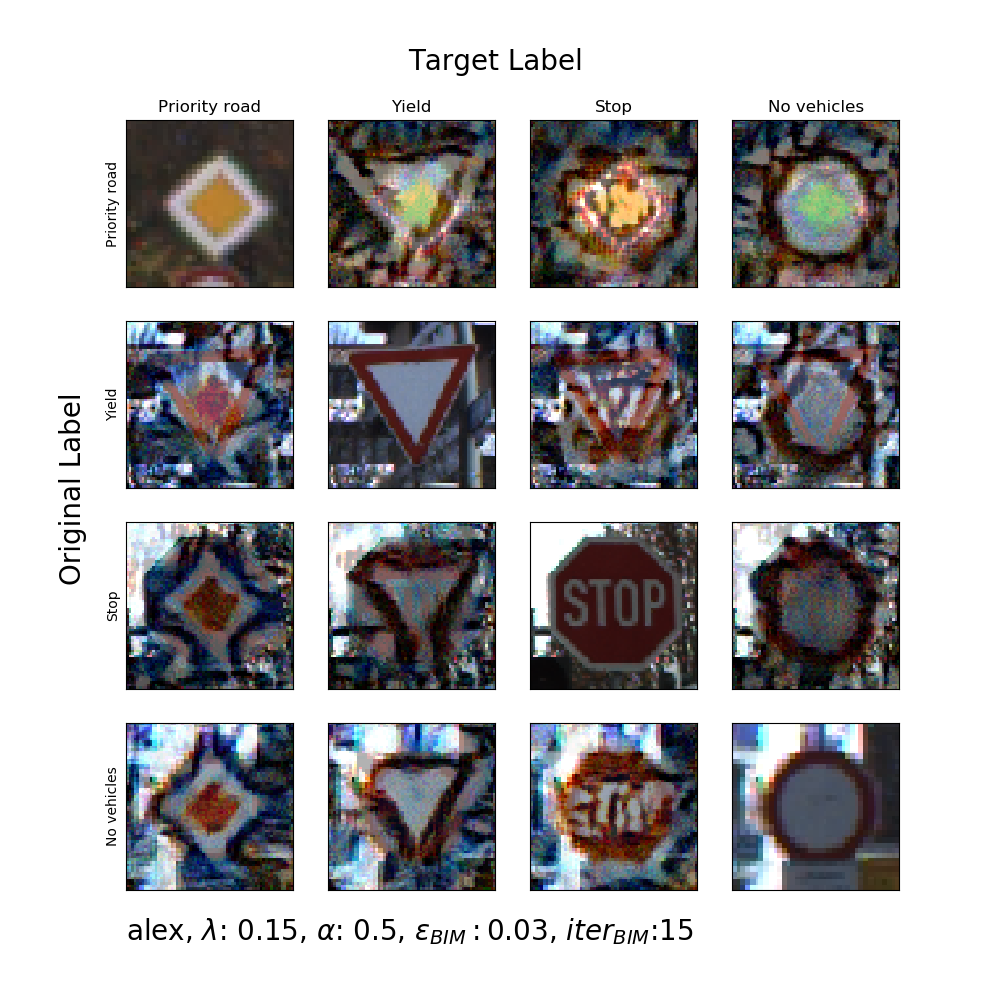 Target Label
Priority road Yield Stop No vehicles
Original Label
Priority road
Yield
Stop
STOP
No vehicles
alex, λ: 0.15, α: 0.5, ε_BIM : 0.03, iter_BIM:15